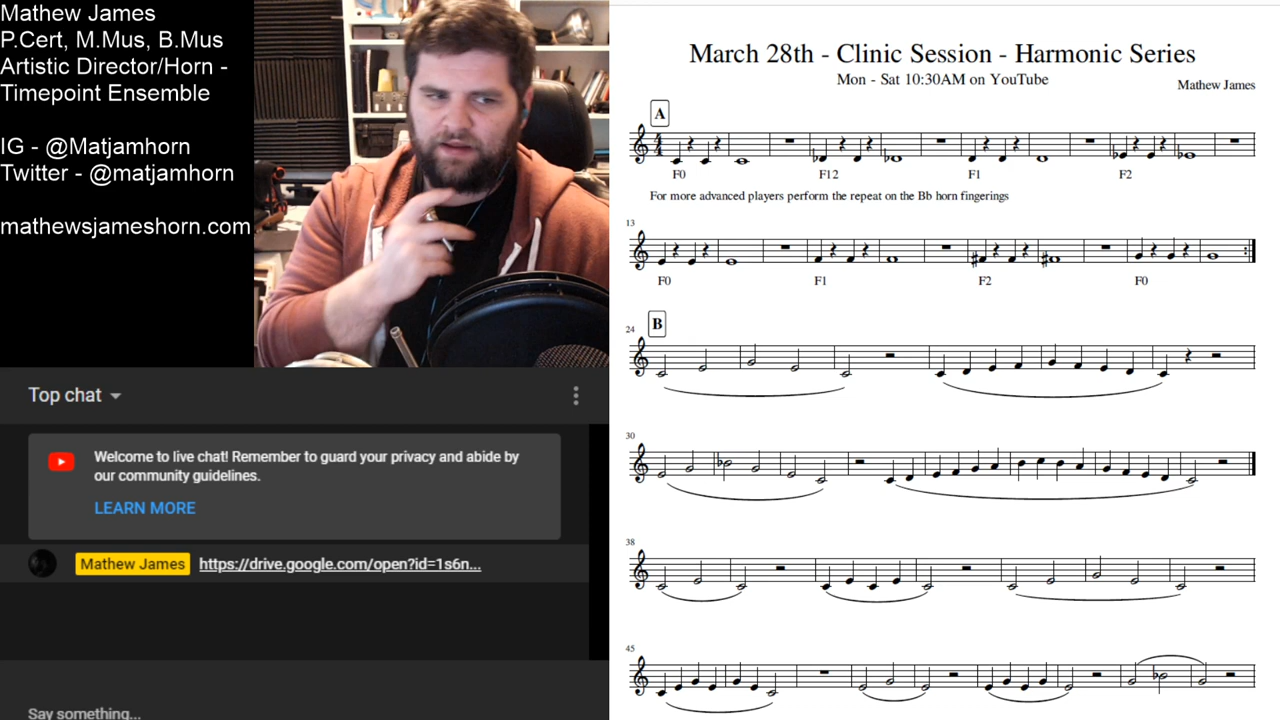 Mathew James
P.Cert, M.Mus, B.Mus
Artistic Director/Horn -
Timepoint Ensemble
IG - @Matjamhorn
Twitter - @matjamhorn
mathewsjameshorn.com
Top chat
Welcome to live chat! Remember to guard your privacy and abide by
our community guidelines.
LEARN MORE
Mathew James https://drive.google.com/open?id=1s6n...
Say something...
March 28th - Clinic Session - Harmonic Series
Mon - Sat 10:30AM on YouTube
Mathew James
A
F0 F12 F1 F2
For more advanced players perform the repeat on the Bb horn fingerings
13
F0 F1 F2 F0
B
24
30
38
45